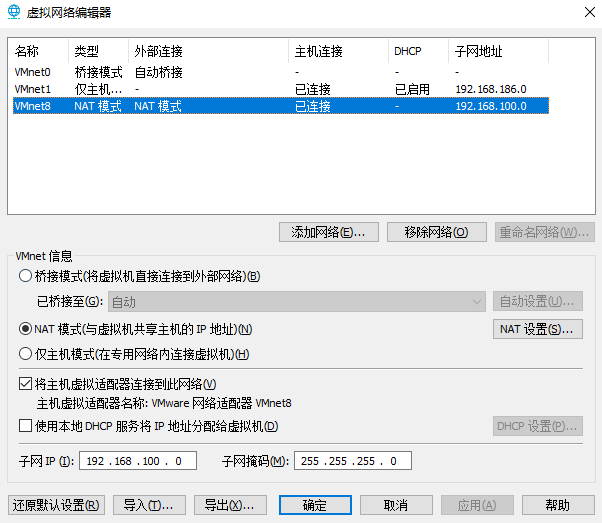 虚拟网络编辑器
名称 类型 外部连接 主机连接 DHCP 子网地址
VMnet0 桥接模式 自动桥接 - - -
VMnet1 仅主机... - 已连接 已启用 192.168.186.0
VMnet8 NAT 模式 NAT 模式 已连接 - 192.168.100.0
添加网络(E)... 移除网络(O) 重命名网络(W)...
VMnet 信息
桥接模式(将虚拟机直接连接到外部网络)(B)
已桥接至(G): 自动 自动设置(U)...
NAT 模式(与虚拟机共享主机的 IP 地址)(N) NAT 设置(S)...
仅主机模式(在专用网络内连接虚拟机)(H)
将主机虚拟适配器连接到此网络(V)
主机虚拟适配器名称: VMware 网络适配器 VMnet8
使用本地 DHCP 服务将 IP 地址分配给虚拟机(D) DHCP 设置(P)...
子网 IP (I): 192 .168 .100 . 0 子网掩码(M): 255 .255 .255 . 0
还原默认设置(R) 导入(T)... 导出(X)... 确定 取消 应用(A) 帮助